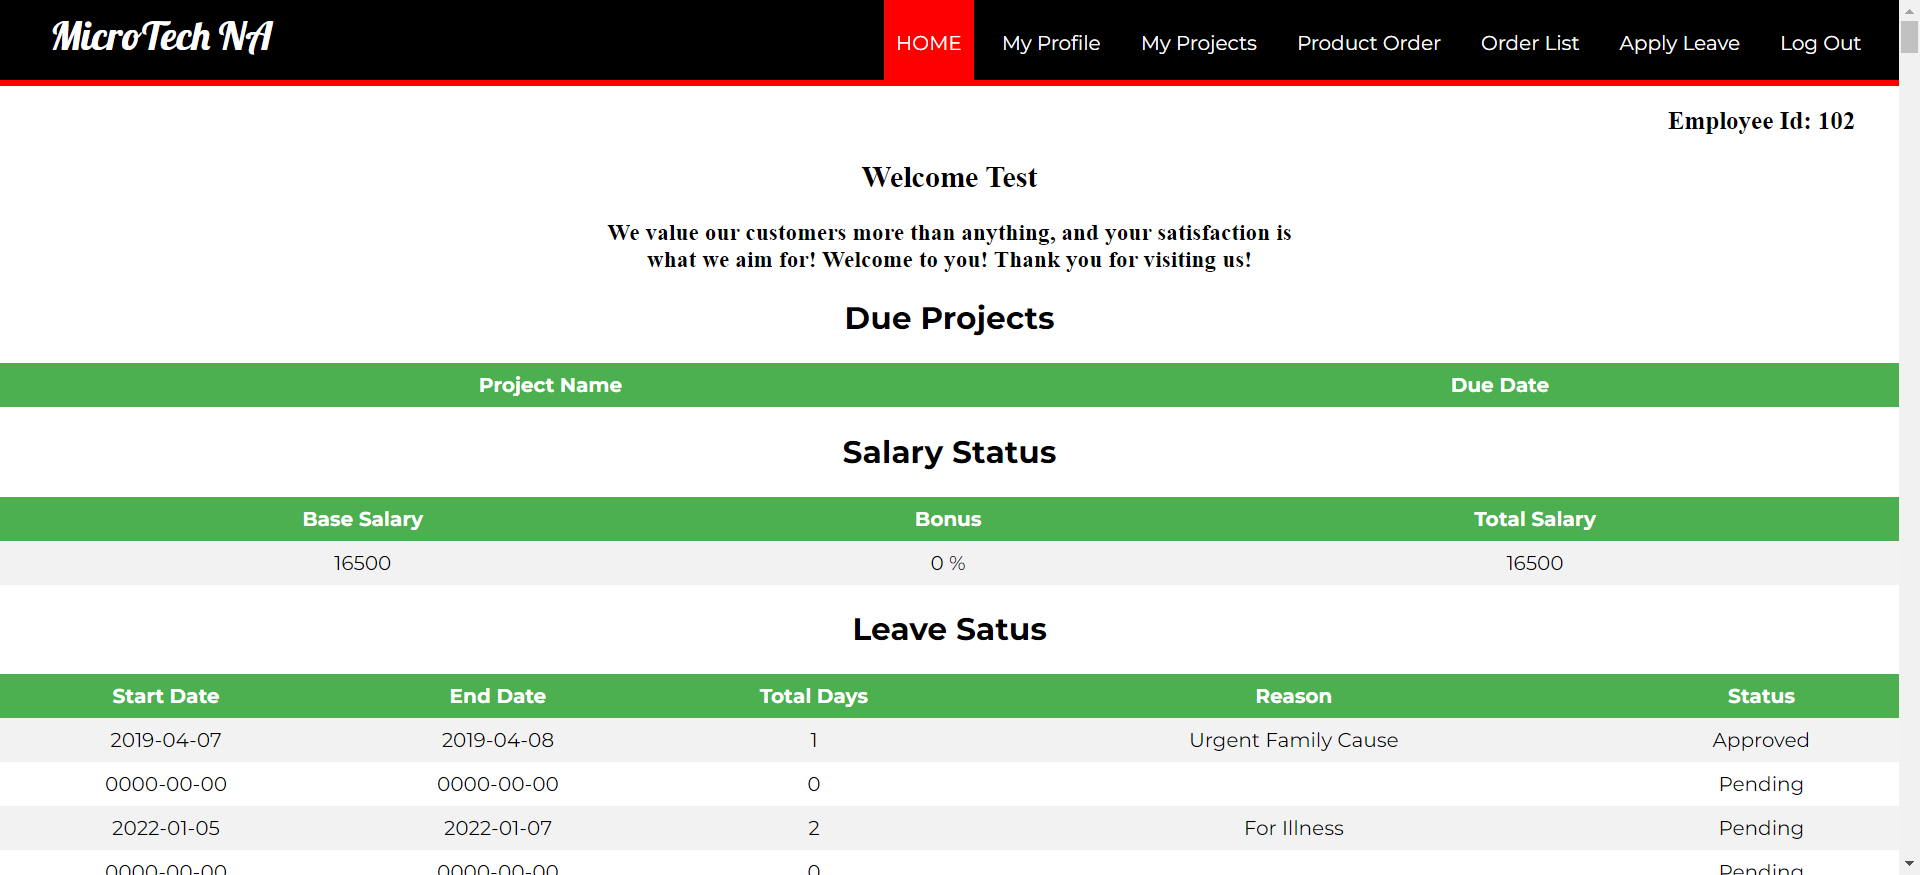 MicroTech NA
HOME My Profile My Projects Product Order Order List Apply Leave Log Out
Employee Id: 102
Welcome Test
We value our customers more than anything, and your satisfaction is
what we aim for! Welcome to you! Thank you for visiting us!
Due Projects
Project Name Due Date
Salary Status
Base Salary Bonus Total Salary
16500 0 % 16500
Leave Satus
Start Date End Date Total Days Reason Status
2019-04-07 2019-04-08 1 Urgent Family Cause Approved
0000-00-00 0000-00-00 0 Pending
2022-01-05 2022-01-07 2 For Illness Pending
0000-00-00 0000-00-00 0 Pending